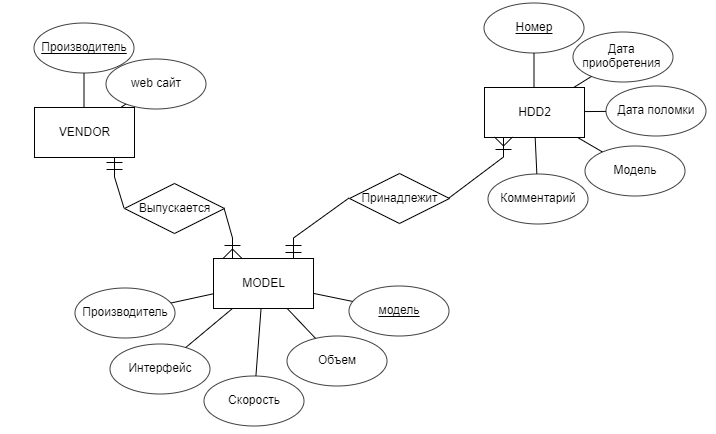 Производитель
web сайт
VENDOR
Номер
Дата
приобретения
HDD2
Дата поломки
Модель
Комментарий
Выпускается
Принадлежит
MODEL
Производитель
модель
Интерфейс
Объем
Скорость